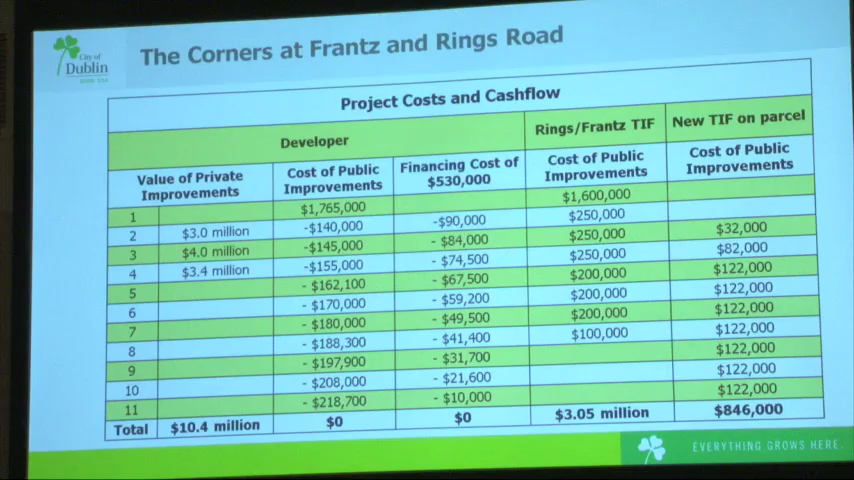 City of
Dublin
The Corners at Frantz and Rings Road
Project Costs and Cashflow
Developer Rings/Frantz TIF New TIF on parcel
Value of Private Improvements Cost of Public Improvements Financing Cost of $530,000 Cost of Public Improvements Cost of Public Improvements
1 $1,765,000 $1,600,000
2 $3.0 million -$140,000 -$90,000 $250,000
3 $4.0 million -$145,000 - $84,000 $250,000 $32,000
4 $3.4 million -$155,000 - $74,500 $250,000 $82,000
5 - $162,100 - $67,500 $200,000 $122,000
6 - $170,000 - $59,200 $200,000 $122,000
7 - $180,000 - $49,500 $200,000 $122,000
8 - $188,300 - $41,400 $100,000 $122,000
9 - $197,900 - $31,700 $122,000
10 - $208,000 - $21,600 $122,000
11 - $218,700 - $10,000 $122,000
Total $10.4 million $0 $0 $3.05 million $846,000
EVERYTHING GROWS HERE.